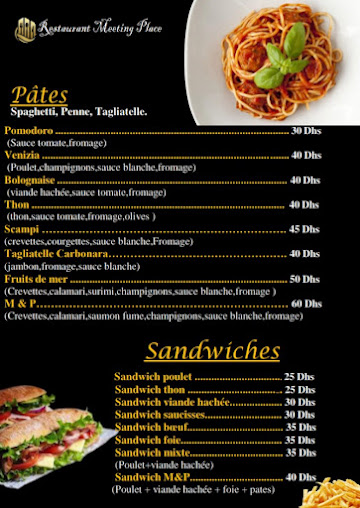 Restaurant Meeting Place
Pâtes
Spaghetti, Penne, Tagliatelle.
Pomodoro ........................ 30 Dhs
(Sauce tomate,fromage)
Venizia ........................ 40 Dhs
(Poulet,champignons,sauce blanche,fromage)
Bolognaise ........................ 40 Dhs
(viande hachée,sauce tomate,fromage)
Thon ........................ 40 Dhs
(thon,sauce tomate,fromage,olives )
Scampi ........................ 45 Dhs
(crevettes,courgettes,sauce blanche,Fromage)
Tagliatelle Carbonara........................ 40 Dhs
(jambon,fromage,sauce blanche)
Fruits de mer ........................ 50 Dhs
(Crevettes,calamari,surimi,champignons,sauce blanche,fromage )
M & P........................ 60 Dhs
(Crevettes,calamari,saumon fume,champignons,sauce blanche,fromage)
Sandwiches
Sandwich poulet ........................ 25 Dhs
Sandwich thon ........................ 25 Dhs
Sandwich viande hachée........................ 30 Dhs
Sandwich saucisses........................ 30 Dhs
Sandwich bœuf........................ 35 Dhs
Sandwich foie........................ 35 Dhs
Sandwich mixte........................ 35 Dhs
(Poulet+viande hachée)
Sandwich M&P........................ 40 Dhs
(Poulet + viande hachée + foie + pates)